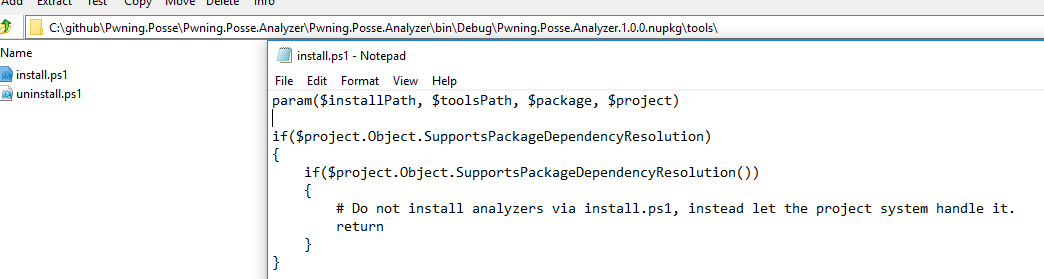 Add Extract Test Copy Move Delete Info
C:\github\Pwning.Posse\Pwning.Posse.Analyzer\Pwning.Posse.Analyzer\bin\Debug\Pwning.Posse.Analyzer.1.0.0.nupkg\tools\
Name
install.ps1
uninstall.ps1
install.ps1 - Notepad
File Edit Format View Help
param($installPath, $toolsPath, $package, $project)
if($project.Object.SupportsPackageDependencyResolution)
{
    if($project.Object.SupportsPackageDependencyResolution())
    {
        # Do not install analyzers via install.ps1, instead let the project system handle it.
        return
    }
}